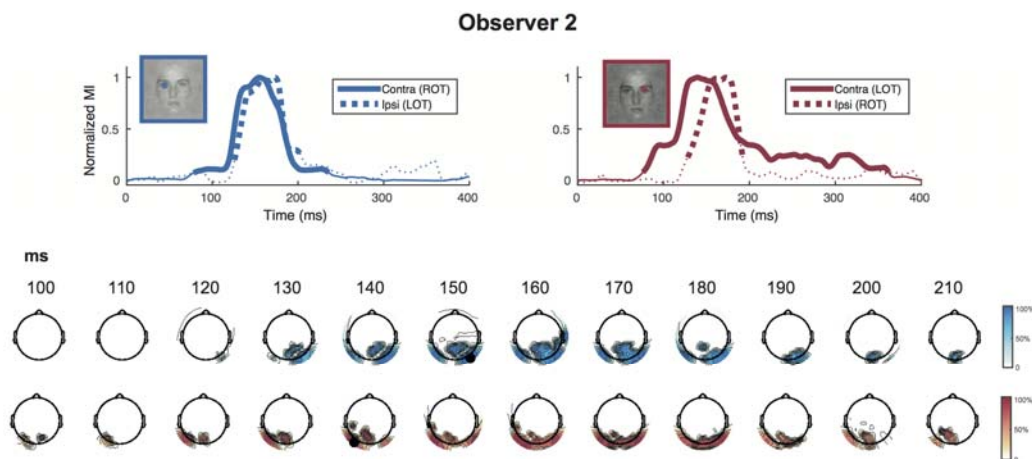 Observer 2
Normalized MI
1
0.5
0
Contra (ROT)
Ipsi (LOT)
0 100 200 300 400
Time (ms)
1
0.5
0
Contra (LOT)
Ipsi (ROT)
0 100 200 300 400
Time (ms)
ms
100 110 120 130 140 150 160 170 180 190 200 210
100%
50%
0%
100%
50%
0%